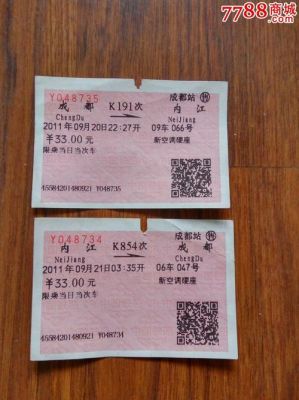 7788商城
Y048735 成都站 售
成都 K191次 内江
ChengDu NeiJiang
2011年09月20日22:27开 09车066号
¥33.00元 新空调硬座
限乘当日当次车
45584201480921 Y048735
Y048734 成都站 售
内江 K854次 成都
NeiJiang ChengDu
2011年09月21日03:35开 06车047号
¥33.00元 新空调硬座
限乘当日当次车
45584201480921 Y048734